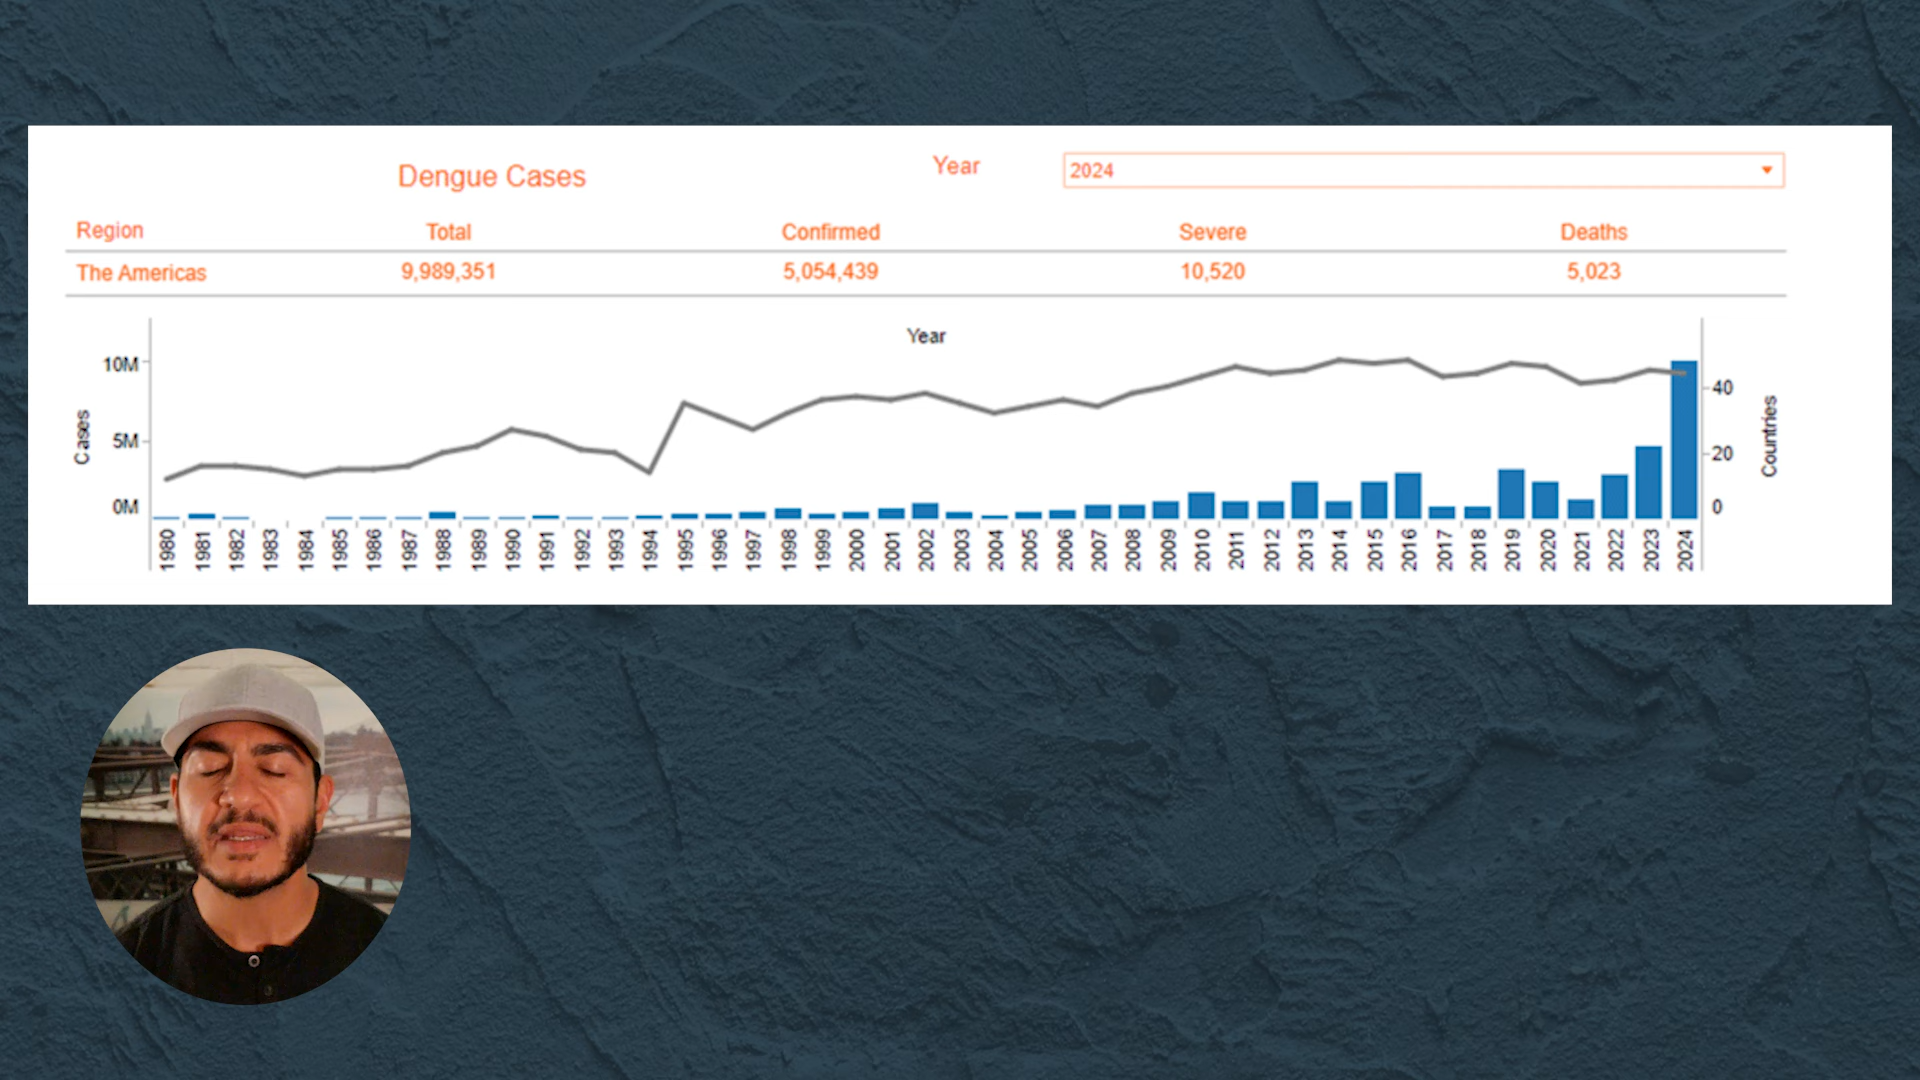 Dengue Cases
Year
2024
Region Total Confirmed Severe Deaths
The Americas 9,989,351 5,054,439 10,520 5,023
Year
10M
5M
0M
Cases
40
20
0
Countries
1980 1981 1982 1983 1984 1985 1986 1987 1988 1989 1990 1991 1992 1993 1994 1995 1996 1997 1998 1999 2000 2001 2002 2003 2004 2005 2006 2007 2008 2009 2010 2011 2012 2013 2014 2015 2016 2017 2018 2019 2020 2021 2022 2023 2024